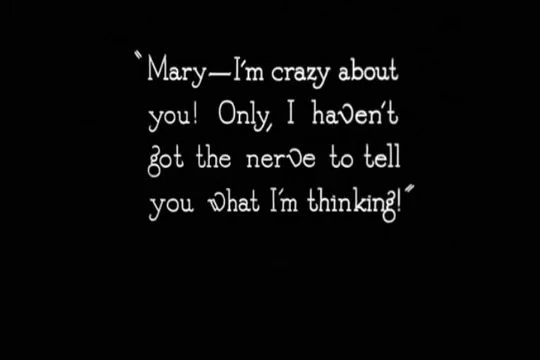 "Mary—I'm crazy about
you! Only, I haven't
got the nerve to tell
you what I'm thinking!"